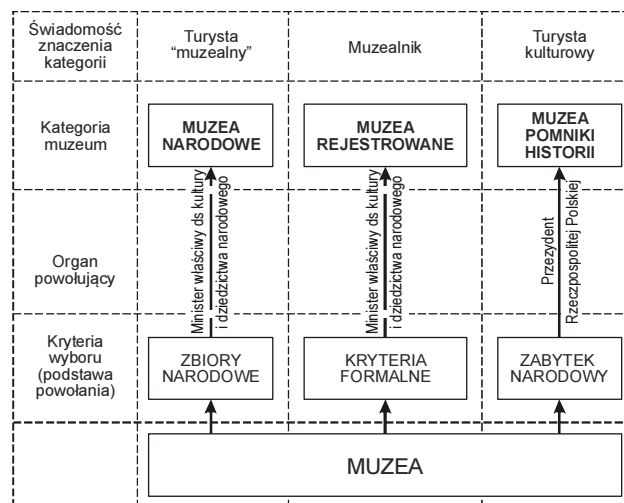 Świadomość
znaczenia
kategorii
Turysta
“muzealny”
Muzealnik
Turysta
kulturowy
Kategoria
muzeum
MUZEA
NARODOWE
MUZEA
REJESTROWANE
MUZEA
POMNIKI
HISTORII
Organ
powołujący
Minister właściwy ds kultury
i dziedzictwa narodowego
Minister właściwy ds kultury
i dziedzictwa narodowego
Prezydent
Rzeczpospolitej Polskiej
Kryteria
wyboru
(podstawa
powołania)
ZBIORY
NARODOWE
KRYTERIA
FORMALNE
ZABYTEK
NARODOWY
MUZEA